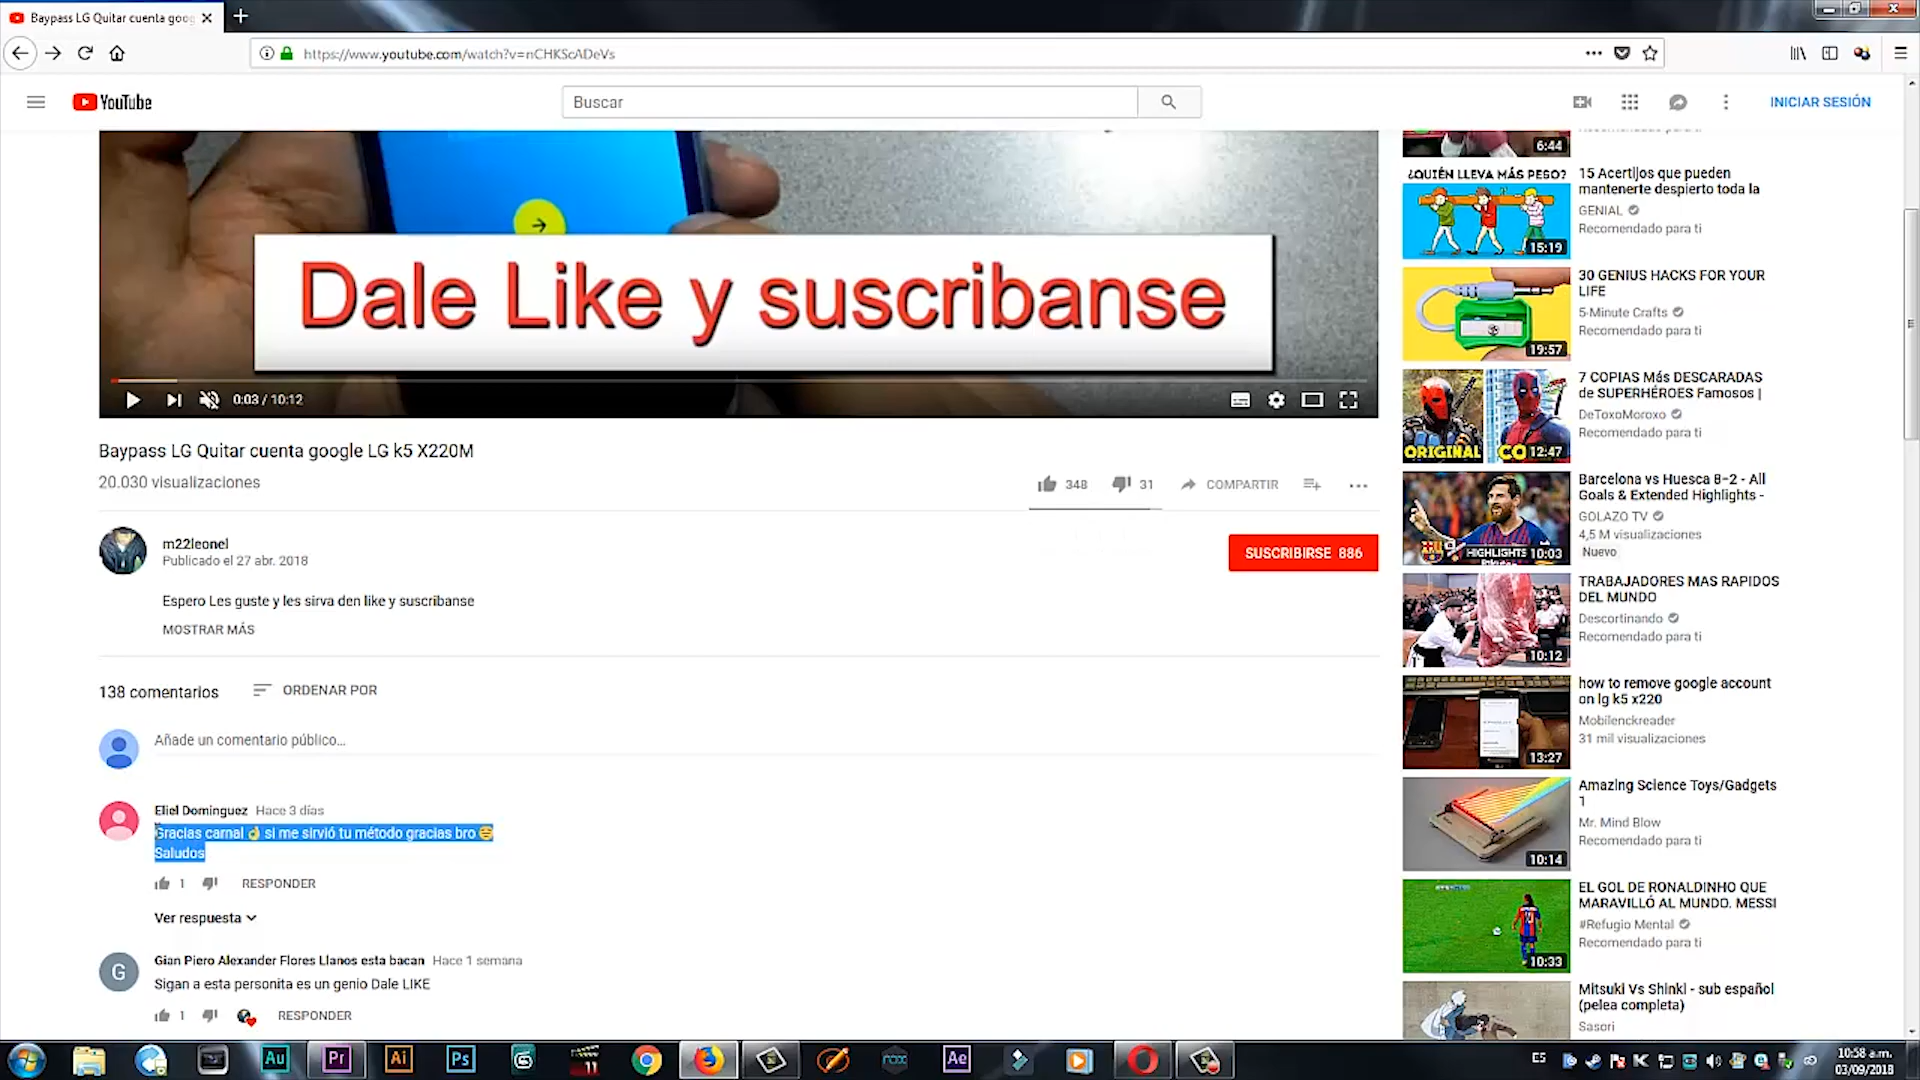 Baypass LG Quitar cuenta goog
https://www.youtube.com/watch?v=nCHKScADeVs
YouTube
Buscar
INICIAR SESIÓN
Dale Like y suscribanse
0:03 / 10:12
Baypass LG Quitar cuenta google LG k5 X220M
20.030 visualizaciones
348
31
COMPARTIR
m22leonel
Publicado el 27 abr. 2018
SUSCRIBIRSE 886
Espero Les guste y les sirva den like y suscribanse
MOSTRAR MÁS
138 comentarios
ORDENAR POR
Añade un comentario público...
Eliel Dominguez Hace 3 días
Gracias carnal 👌 si me sirvió tu método gracias bro
Saludos
1
RESPONDER
Ver respuesta
G
Gian Piero Alexander Flores Llanos esta bacan Hace 1 semana
Sigan a esta personita es un genio Dale LIKE
1
RESPONDER
6:44
Recomendado para ti
¿QUIÉN LLEVA MÁS PESO?
15:19
15 Acertijos que pueden
mantenerte despierto toda la
GENIAL
Recomendado para ti
19:57
30 GENIUS HACKS FOR YOUR
LIFE
5-Minute Crafts
Recomendado para ti
ORIGINAL
CO
12:47
7 COPIAS Más DESCARADAS
de SUPERHÉROES Famosos |
DeToxoMoroxo
Recomendado para ti
HIGHLIGHTS
10:03
Barcelona vs Huesca 8-2 - All
Goals & Extended Highlights -
GOLAZO TV
4,5 M visualizaciones
Nuevo
10:12
TRABAJADORES MAS RAPIDOS
DEL MUNDO
Descortinando
Recomendado para ti
13:27
how to remove google account
on lg k5 x220
Mobilenckreader
31 mil visualizaciones
10:14
Amazing Science Toys/Gadgets
1
Mr. Mind Blow
Recomendado para ti
10:33
EL GOL DE RONALDINHO QUE
MARAVILLÓ AL MUNDO. MESSI
#Refugio Mental
Recomendado para ti
Mitsuki Vs Shinki - sub español
(pelea completa)
Sasori
Au
Pr
Ai
Ps
11
nox
Ae
ES
10:58 a.m.
03/09/2018